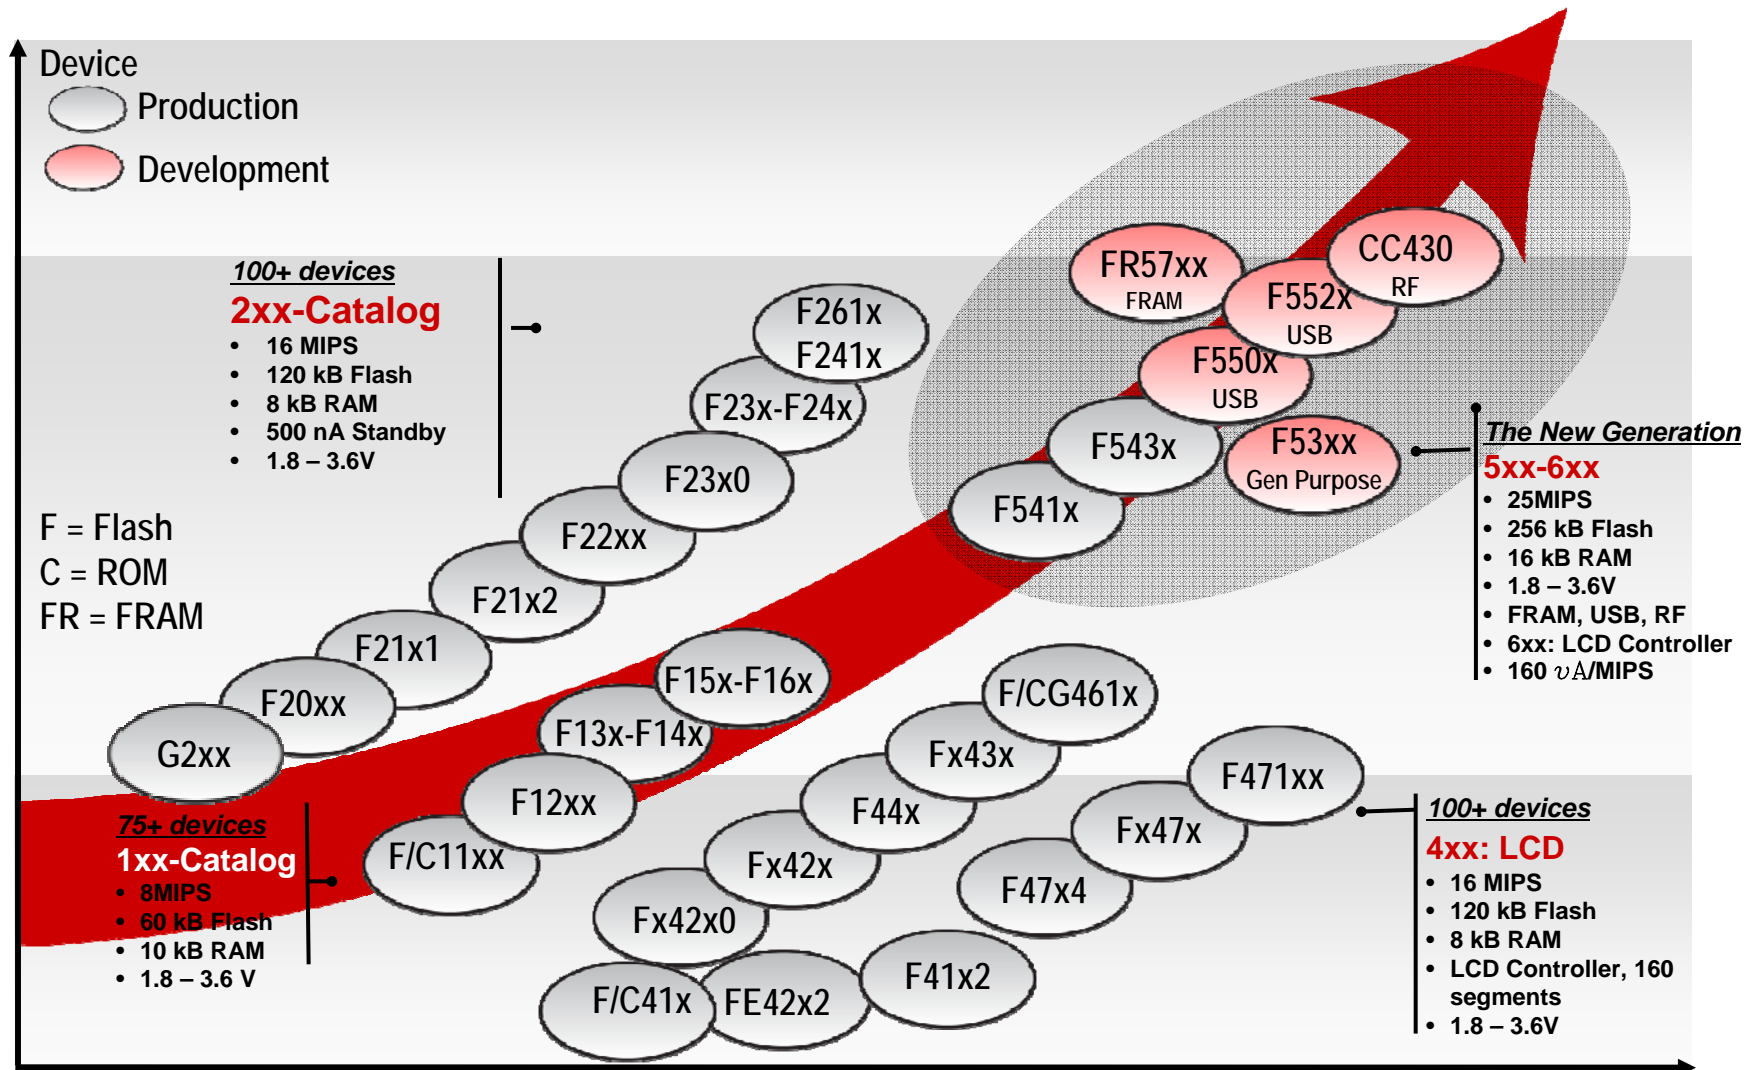 Device
Production
Development
100+ devices
2xx-Catalog
• 16 MIPS
• 120 kB Flash
• 8 kB RAM
• 500 nA Standby
• 1.8 – 3.6V
F = Flash
C = ROM
FR = FRAM
F261x
F241x
F23x-F24x
F23x0
F22xx
F21x2
F21x1
F20xx
G2xx
FR57xx
FRAM
CC430
RF
F552x
USB
F550x
USB
F543x
F53xx
Gen Purpose
F541x
The New Generation
5xx-6xx
• 25MIPS
• 256 kB Flash
• 16 kB RAM
• 1.8 – 3.6V
• FRAM, USB, RF
• 6xx: LCD Controller
• 160 υA/MIPS
F15x-F16x
F13x-F14x
F12xx
F/C11xx
75+ devices
1xx-Catalog
• 8MIPS
• 60 kB Flash
• 10 kB RAM
• 1.8 – 3.6 V
F/CG461x
Fx43x
F44x
Fx42x
Fx42x0
F/C41x
FE42x2
F41x2
F471xx
Fx47x
F47x4
100+ devices
4xx: LCD
• 16 MIPS
• 120 kB Flash
• 8 kB RAM
• LCD Controller, 160
segments
• 1.8 – 3.6V